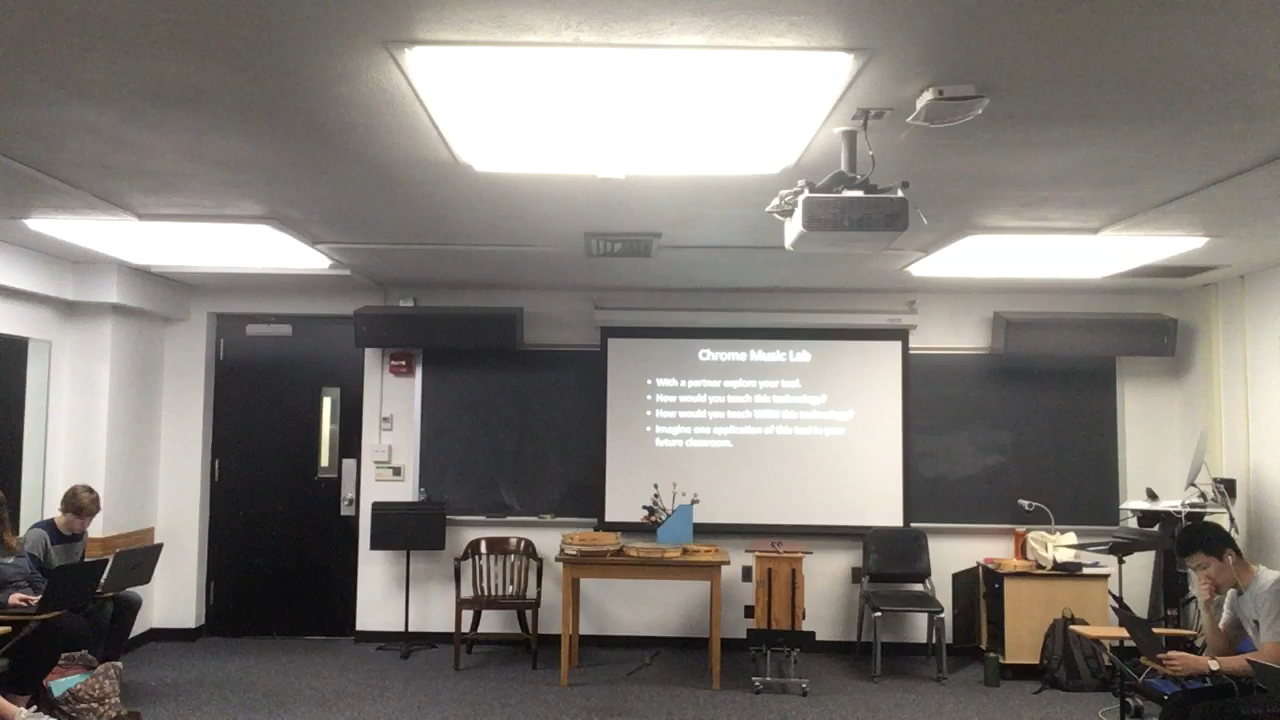 Chrome Music Lab
• With a partner explore your tool.
• How would you teach this technology?
• How would you teach WITH this technology?
• Imagine one application of this tool in your
future classroom.